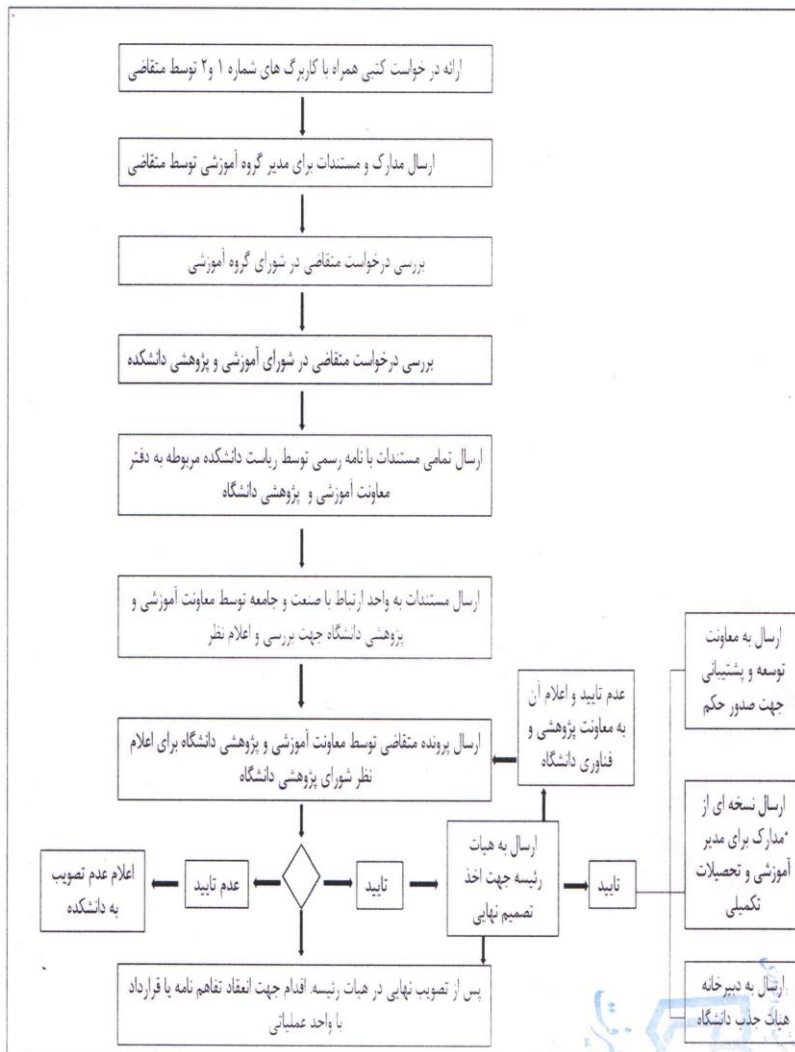 ارائه در خواست کتبی همراه با کاربرگ های شماره ۱ و۲ توسط متقاضی
ارسال مدارک و مستندات برای مدیر گروه آموزشی توسط متقاضی
بررسی درخواست متقاضی در شورای گروه آموزشی
بررسی درخواست متقاضی در شورای آموزشی و پژوهشی دانشکده
ارسال تمامی مستندات با نامه رسمی توسط ریاست دانشکده مربوطه به دفتر
معاونت آموزشی و پژوهشی دانشگاه
ارسال مستندات به واحد ارتباط با صنعت و جامعه توسط معاونت آموزشی و
پژوهشی دانشگاه جهت بررسی و اعلام نظر
ارسال پرونده متقاضی توسط معاونت آموزشی و پژوهشی دانشگاه برای اعلام
نظر شورای پژوهشی دانشگاه
عدم تایید و اعلام آن
به معاونت پژوهشی و
فناوری دانشگاه
ارسال به معاونت
توسعه و پشتیبانی
جهت صدور حکم
ارسال نسخه ای از
مدارک برای مدیر
آموزشی و تحصیلات
تکمیلی
ارسال به دبیرخانه
هیات جذب دانشگاه
تایید
ارسال به هیات
رئیسه جهت اخذ
تصمیم نهایی
تایید
عدم تایید
اعلام عدم تصویب
به دانشکده
پس از تصویب نهایی در هیات رئیسه، اقدام جهت انعقاد تفاهم نامه یا قرارداد
با واحد عملیاتی